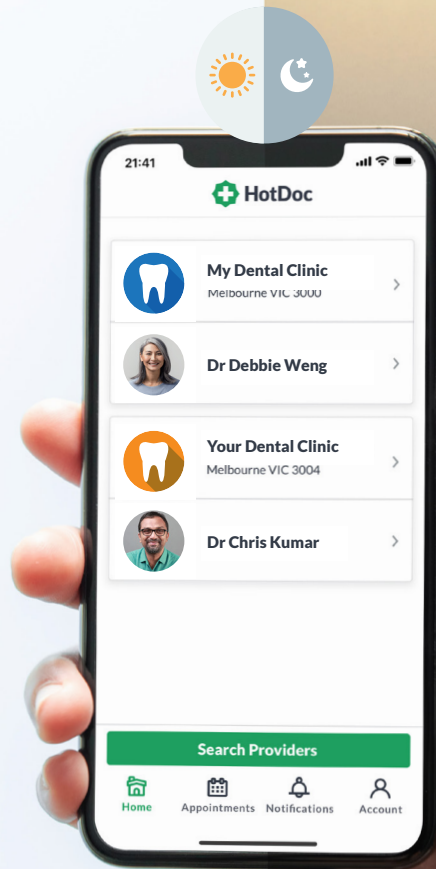 21:41
HotDoc
My Dental Clinic
Melbourne VIC 3000
Dr Debbie Weng
Your Dental Clinic
Melbourne VIC 3004
Dr Chris Kumar
Search Providers
Home Appointments Notifications Account